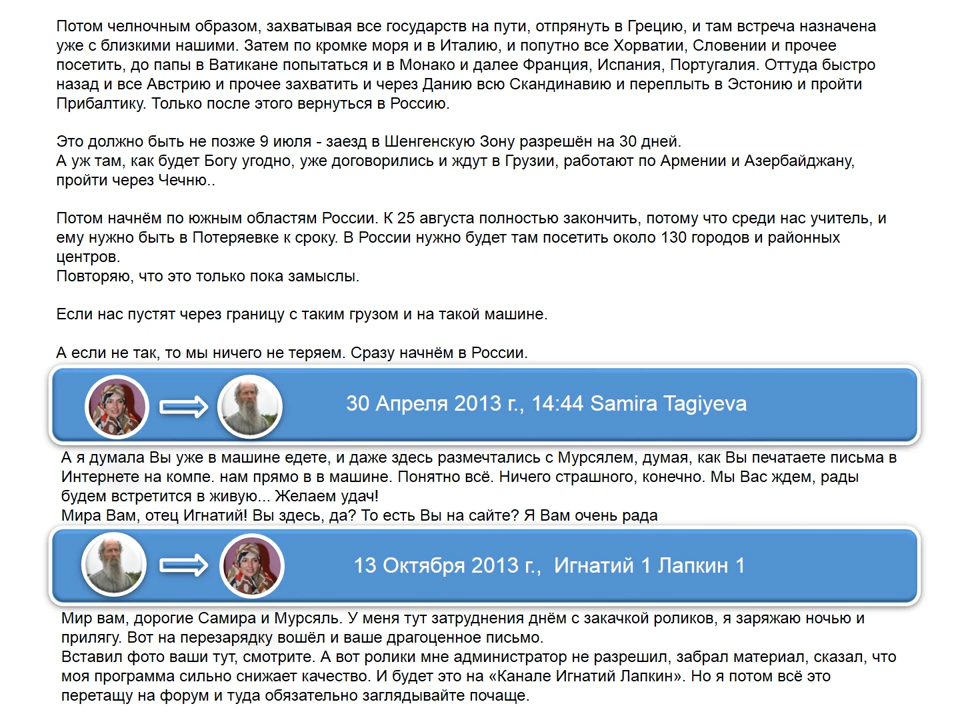 Потом челночным образом, захватывая все государств на пути, отпрянуть в Грецию, и там встреча назначена
уже с близкими нашими. Затем по кромке моря и в Италию, и попутно все Хорватии, Словении и прочее
посетить, до папы в Ватикане попытаться и в Монако и далее Франция, Испания, Португалия. Оттуда быстро
назад и все Австрию и прочее захватить и через Данию всю Скандинавию и переплыть в Эстонию и пройти
Прибалтику. Только после этого вернуться в Россию.
Это должно быть не позже 9 июля - заезд в Шенгенскую Зону разрешён на 30 дней.
А уж там, как будет Богу угодно, уже договорились и ждут в Грузии, работают по Армении и Азербайджану,
пройти через Чечню..
Потом начнём по южным областям России. К 25 августа полностью закончить, потому что среди нас учитель, и
ему нужно быть в Потеряевке к сроку. В России нужно будет там посетить около 130 городов и районных
центров.
Повторяю, что это только пока замыслы.
Если нас пустят через границу с таким грузом и на такой машине.
А если не так, то мы ничего не теряем. Сразу начнём в России.
30 Апреля 2013 г., 14:44 Samira Tagiyeva
А я думала Вы уже в машине едете, и даже здесь размечтались с Мурсялем, думая, как Вы печатаете письма в
Интернете на компе. нам прямо в в машине. Понятно всё. Ничего страшного, конечно. Мы Вас ждем, рады
будем встретится в живую... Желаем удач!
Мира Вам, отец Игнатий! Вы здесь, да? То есть Вы на сайте? Я Вам очень рада
13 Октября 2013 г., Игнатий 1 Лапкин 1
Мир вам, дорогие Самира и Мурсяль. У меня тут затруднения днём с закачкой роликов, я заряжаю ночью и
прилягу. Вот на перезарядку вошёл и ваше драгоценное письмо.
Вставил фото ваши тут, смотрите. А вот ролики мне администратор не разрешил, забрал материал, сказал, что
моя программа сильно снижает качество. И будет это на «Канале Игнатий Лапкин». Но я потом всё это
перетащу на форум и туда обязательно заглядывайте почаще.